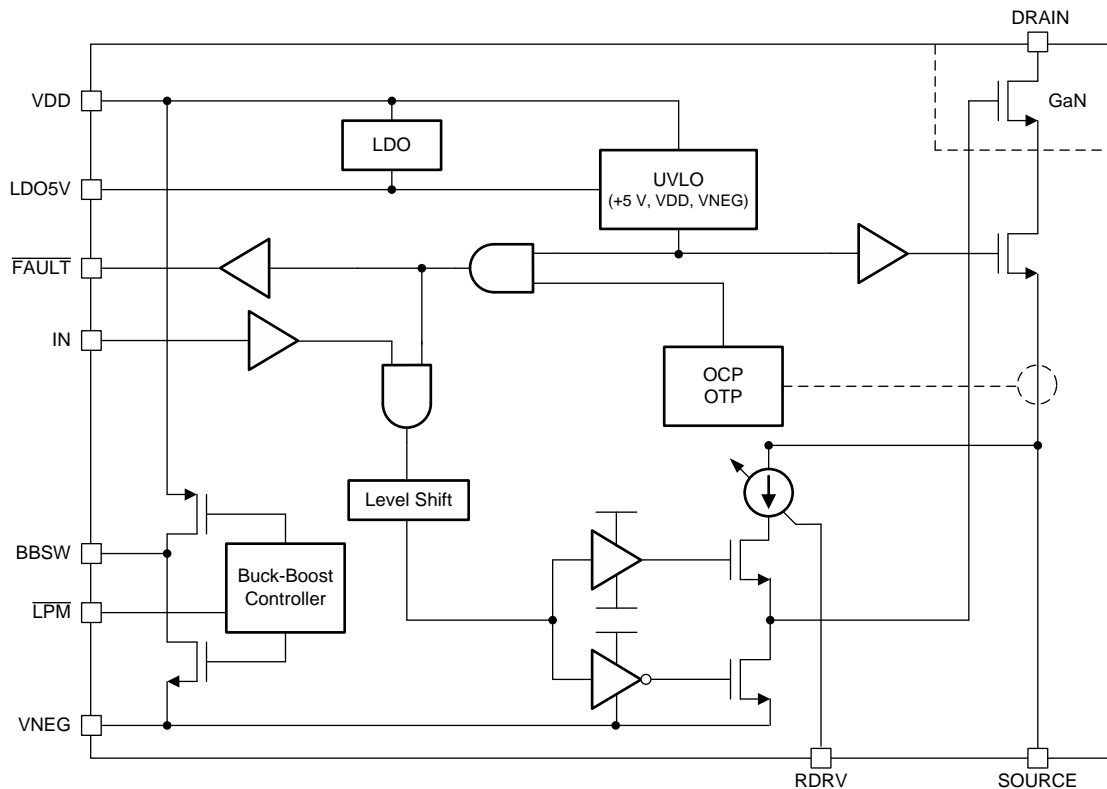 DRAIN
VDD
GaN
LDO
LDO5V
UVLO
(+5 V, VDD, VNEG)
FAULT
IN
OCP
OTP
Level Shift
BBSW
Buck-Boost
Controller
LPM
VNEG
RDRV
SOURCE